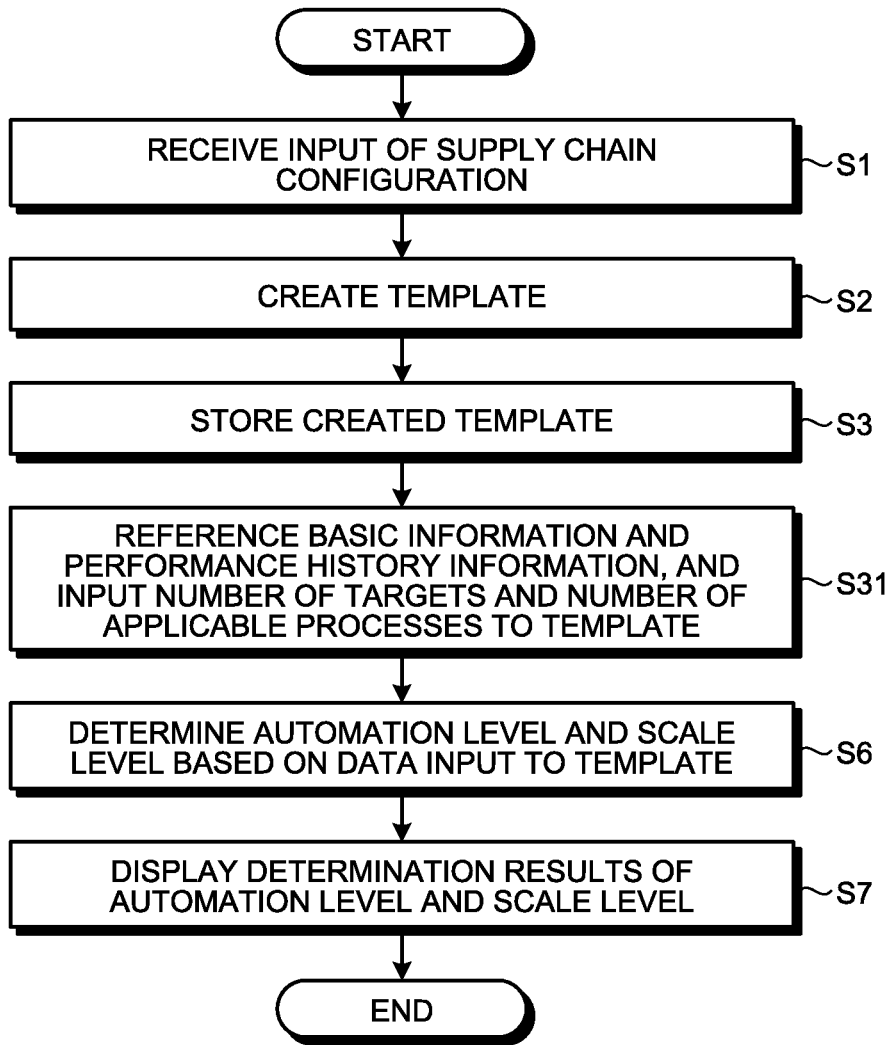 START
RECEIVE INPUT OF SUPPLY CHAIN
CONFIGURATION
S1
CREATE TEMPLATE
S2
STORE CREATED TEMPLATE
S3
REFERENCE BASIC INFORMATION AND
PERFORMANCE HISTORY INFORMATION, AND
INPUT NUMBER OF TARGETS AND NUMBER OF
APPLICABLE PROCESSES TO TEMPLATE
S31
DETERMINE AUTOMATION LEVEL AND SCALE
LEVEL BASED ON DATA INPUT TO TEMPLATE
S6
DISPLAY DETERMINATION RESULTS OF
AUTOMATION LEVEL AND SCALE LEVEL
S7
END